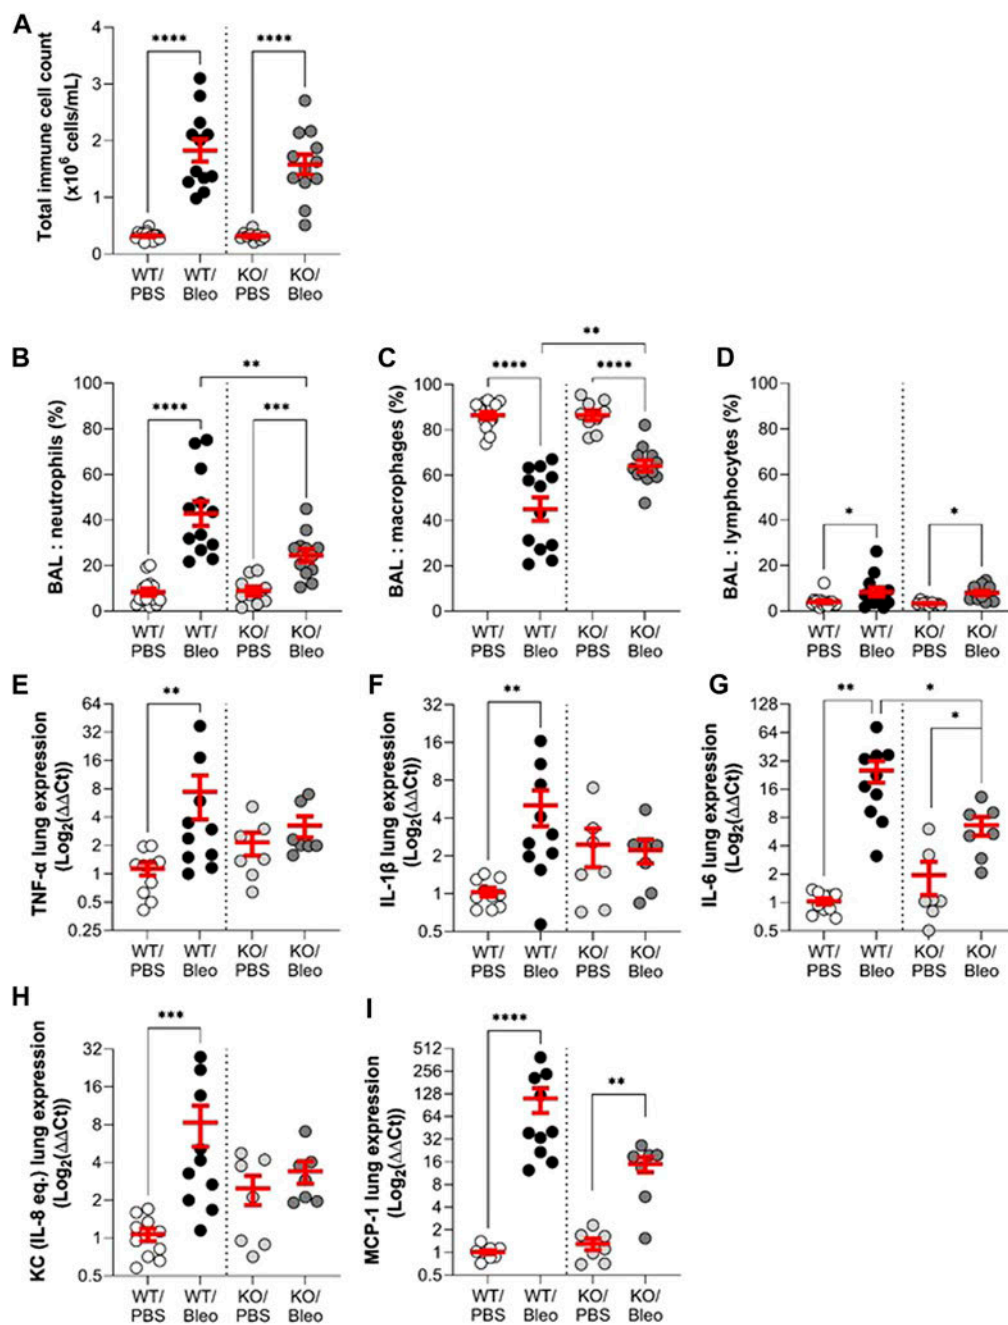 A
Total immune cell count
(x10⁶ cells/mL)
4
3
2
1
0
****
****
WT/
PBS
WT/
Bleo
KO/
PBS
KO/
Bleo
B
BAL : neutrophils (%)
100
80
60
40
20
0
****
**
***
WT/
PBS
WT/
Bleo
KO/
PBS
KO/
Bleo
C
BAL : macrophages (%)
100
80
60
40
20
0
****
**
****
WT/
PBS
WT/
Bleo
KO/
PBS
KO/
Bleo
D
BAL : lymphocytes (%)
100
80
60
40
20
0
*
*
WT/
PBS
WT/
Bleo
KO/
PBS
KO/
Bleo
E
TNF-α lung expression
(Log₂(ΔΔCt))
64
32
16
8
4
2
1
0.5
0.25
**
WT/
PBS
WT/
Bleo
KO/
PBS
KO/
Bleo
F
IL-1β lung expression
(Log₂(ΔΔCt))
32
16
8
4
2
1
0.5
**
WT/
PBS
WT/
Bleo
KO/
PBS
KO/
Bleo
G
IL-6 lung expression
(Log₂(ΔΔCt))
128
64
32
16
8
4
2
1
0.5
**
*
*
WT/
PBS
WT/
Bleo
KO/
PBS
KO/
Bleo
H
KC (IL-8 eq.) lung expression
(Log₂(ΔΔCt))
32
16
8
4
2
1
0.5
***
WT/
PBS
WT/
Bleo
KO/
PBS
KO/
Bleo
I
MCP-1 lung expression
(Log₂(ΔΔCt))
512
256
128
64
32
16
8
4
2
1
0.5
****
**
WT/
PBS
WT/
Bleo
KO/
PBS
KO/
Bleo